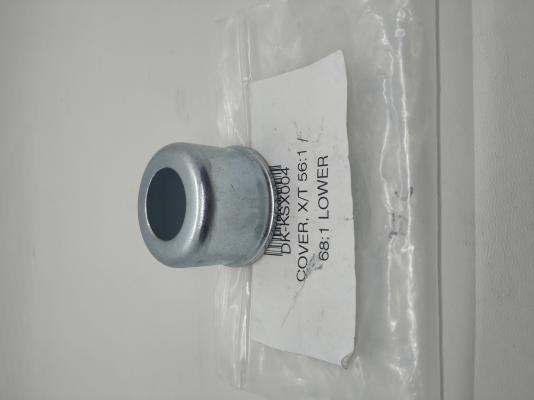 DK-KSX004
COVER, X/T 56:1 /
68:1 LOWER